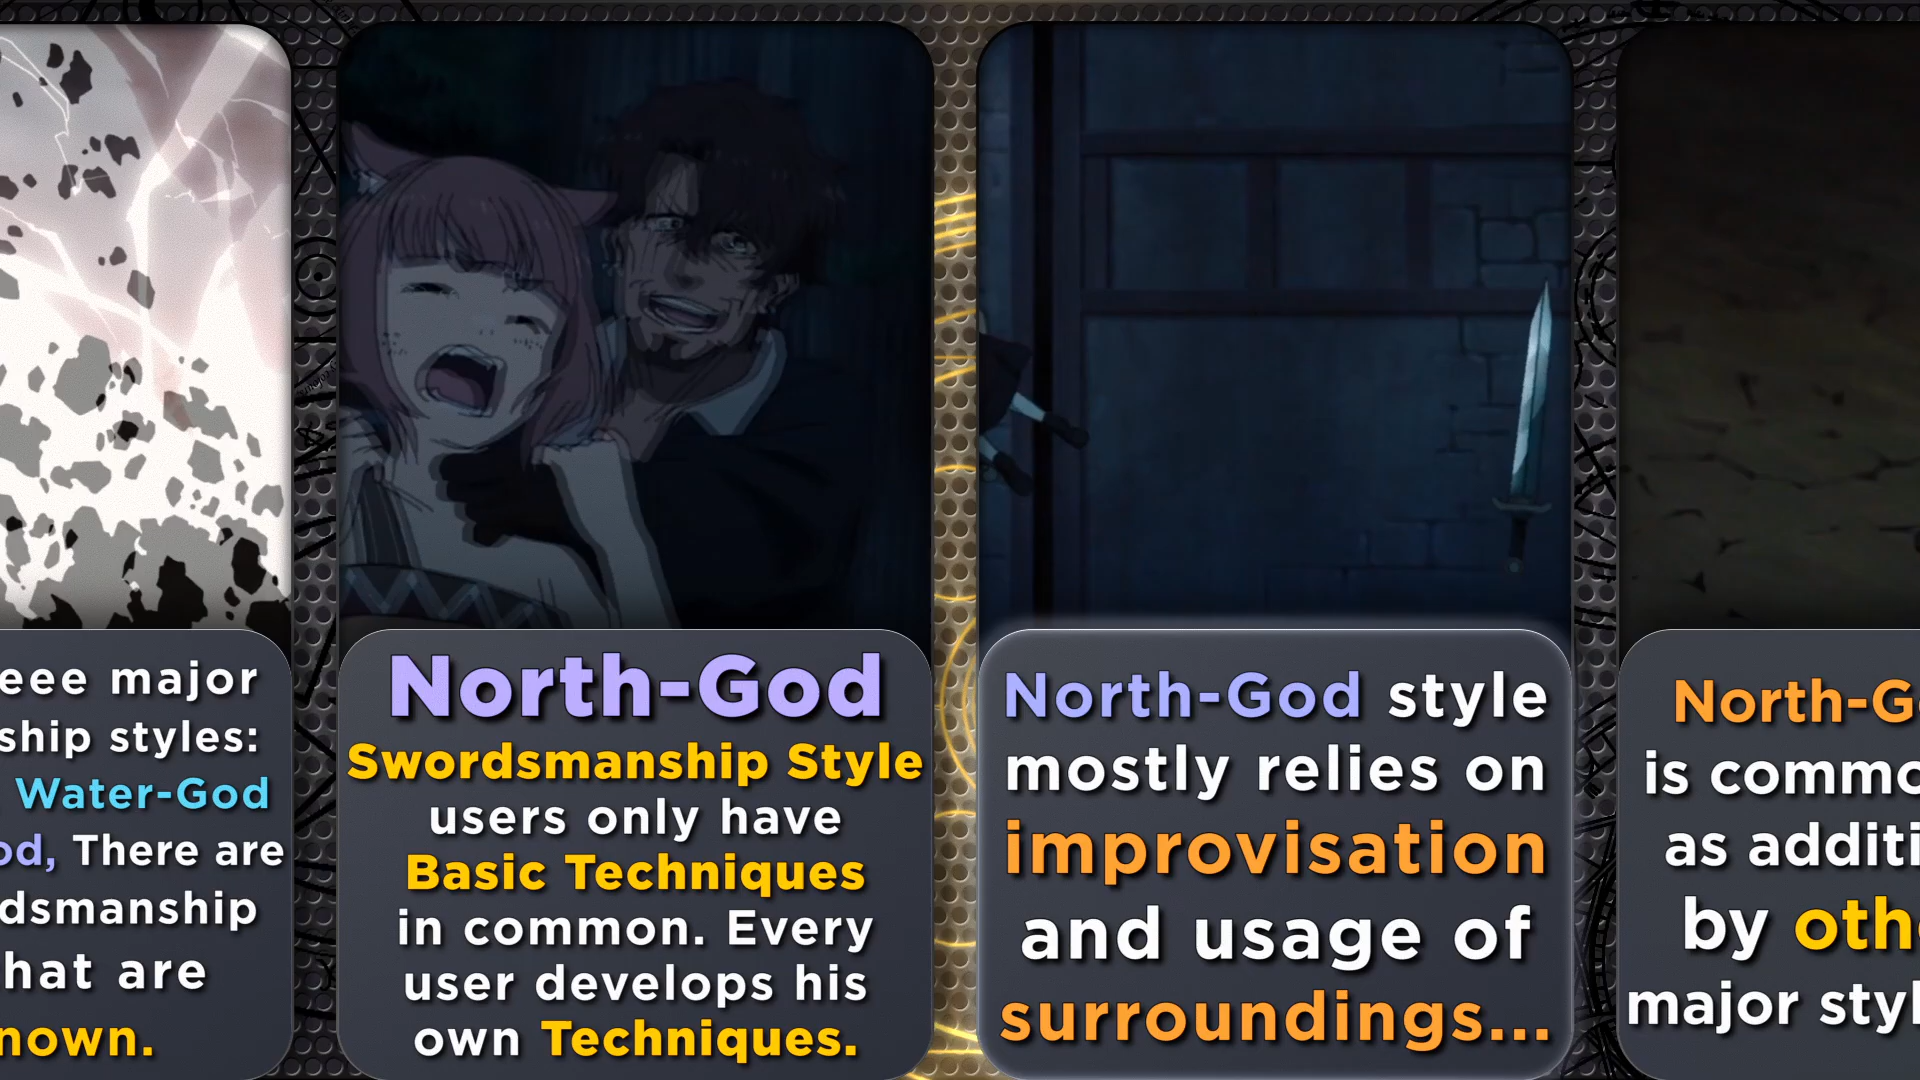 eee major
ship styles:
Water-God
od, There are
dsmanship
hat are
nown.
North-God
Swordsmanship Style
users only have
Basic Techniques
in common. Every
user develops his
own Techniques.
North-God style
mostly relies on
improvisation
and usage of
surroundings...
North-G
is commo
as additi
by othe
major styl